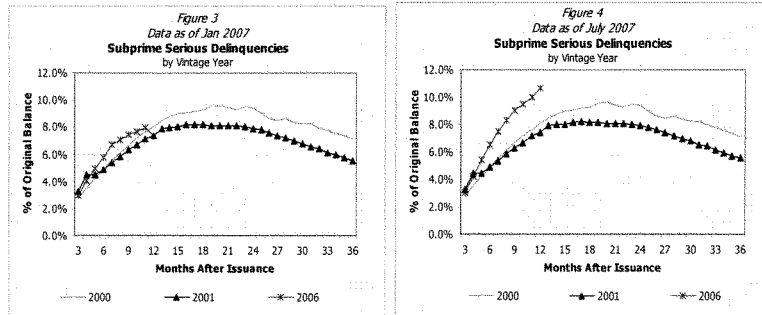 Figure 3
Data as of Jan 2007
Subprime Serious Delinquencies
by Vintage Year
% of Original Balance
12.0%
10.0%
8.0%
6.0%
4.0%
2.0%
0.0%
3 6 9 12 15 18 21 24 27 30 33 36
Months After Issuance
2000 2001 2006
Figure 4
Data as of July 2007
Subprime Serious Delinquencies
by Vintage Year
% of Original Balance
12.0%
10.0%
8.0%
6.0%
4.0%
2.0%
0.0%
3 6 9 12 15 18 21 24 27 30 33 36
Months After Issuance
2000 2001 2006